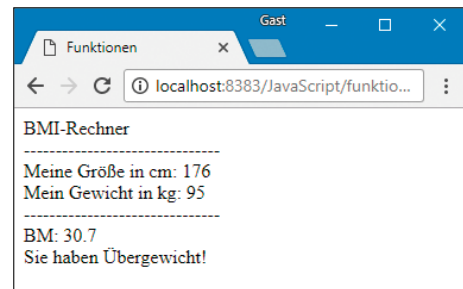 Gast
Funktionen
localhost:8383/JavaScript/funktio...
BMI-Rechner
-------------------------------
Meine Größe in cm: 176
Mein Gewicht in kg: 95
-------------------------------
BM: 30.7
Sie haben Übergewicht!